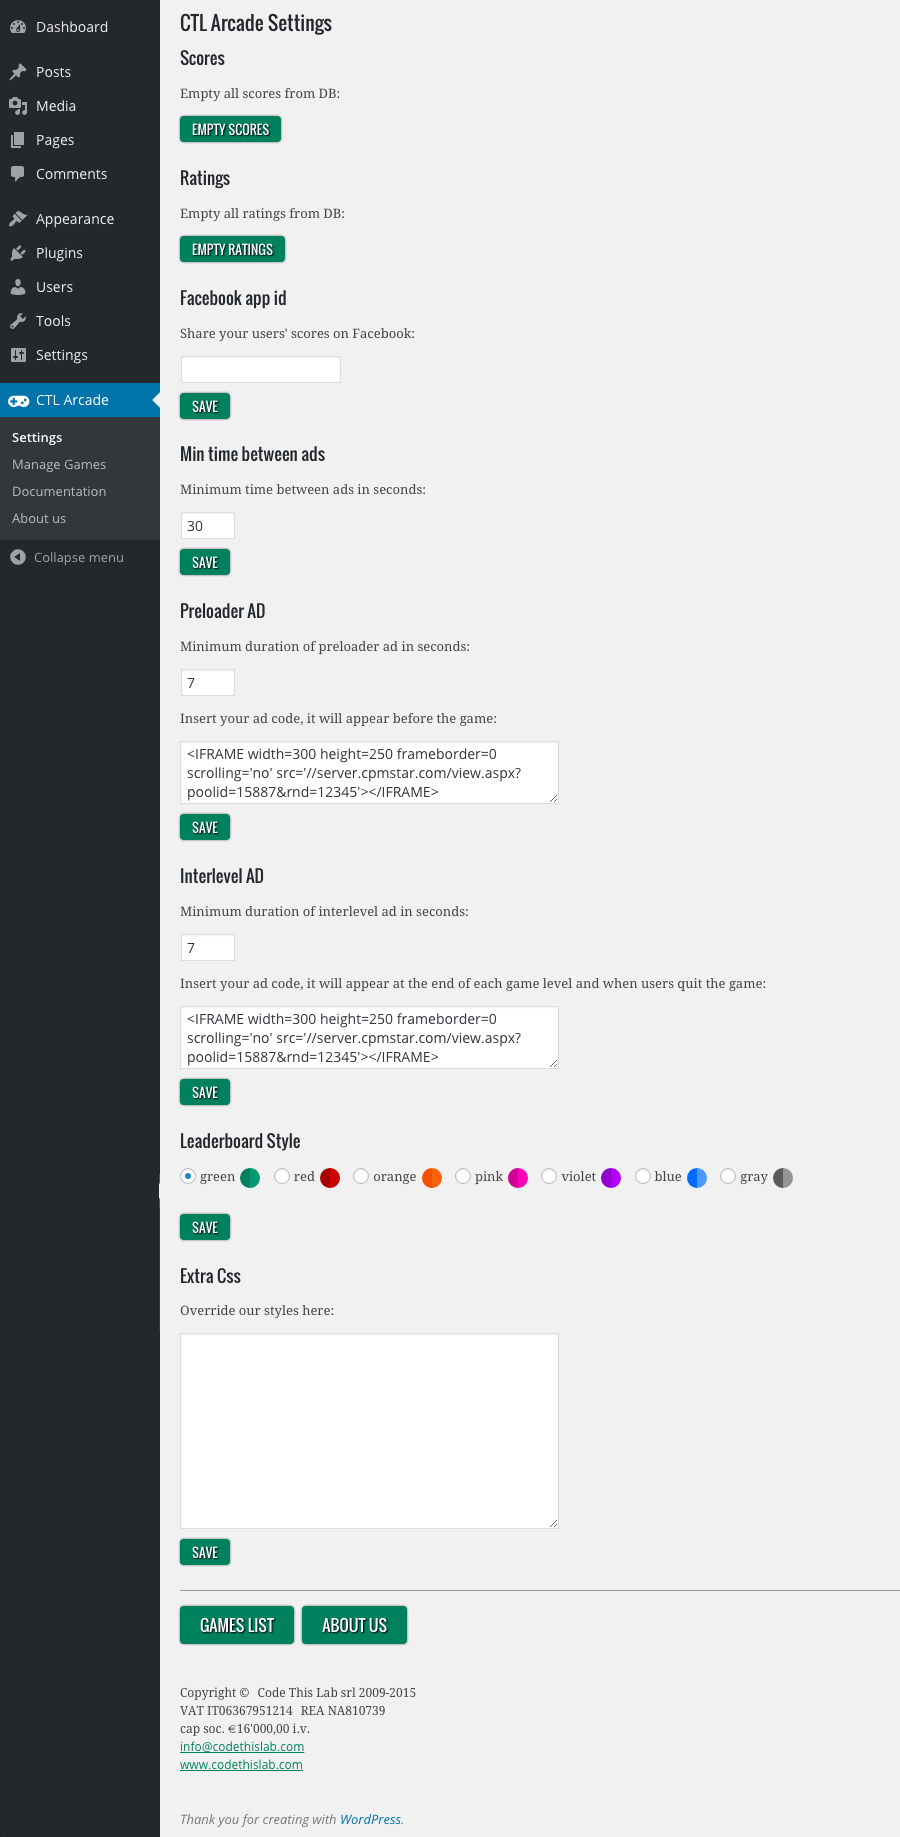 Dashboard
Posts
Media
Pages
Comments
Appearance
Plugins
Users
Tools
Settings
CTL Arcade
Settings
Manage Games
Documentation
About us
Collapse menu
CTL Arcade Settings
Scores
Empty all scores from DB:
EMPTY SCORES
Ratings
Empty all ratings from DB:
EMPTY RATINGS
Facebook app id
Share your users' scores on Facebook:
SAVE
Min time between ads
Minimum time between ads in seconds:
30
SAVE
Preloader AD
Minimum duration of preloader ad in seconds:
7
Insert your ad code, it will appear before the game:
<IFRAME width=300 height=250 frameborder=0
scrolling='no' src='//server.cpmstar.com/view.aspx?
poolid=15887&rnd=12345'></IFRAME>
SAVE
Interlevel AD
Minimum duration of interlevel ad in seconds:
7
Insert your ad code, it will appear at the end of each game level and when users quit the game:
<IFRAME width=300 height=250 frameborder=0
scrolling='no' src='//server.cpmstar.com/view.aspx?
poolid=15887&rnd=12345'></IFRAME>
SAVE
Leaderboard Style
green red orange pink violet blue gray
SAVE
Extra Css
Override our styles here:
SAVE
GAMES LIST ABOUT US
Copyright © Code This Lab srl 2009-2015
VAT IT06367951214 REA NA810739
cap soc. €16'000,00 i.v.
info@codethislab.com
www.codethislab.com
Thank you for creating with WordPress.